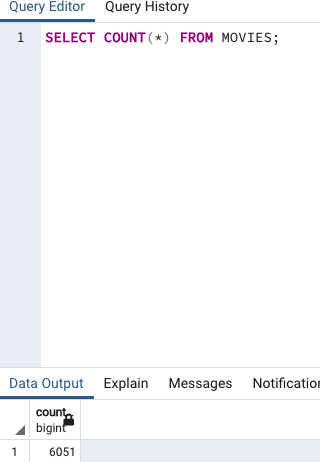 Query Editor Query History
1 SELECT COUNT(*) FROM MOVIES;
Data Output Explain Messages Notification
count
bigint
1 6051